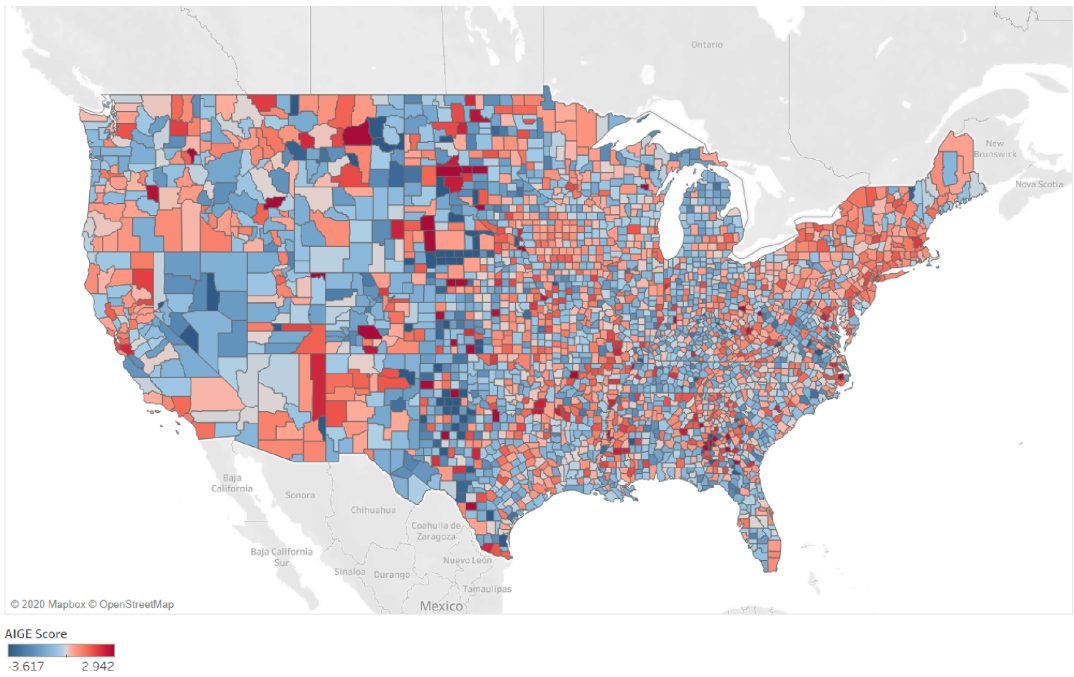 Ontario
New
Brunswick
Nova Scotia
Baja
California
Sonora
Chihuahua
Coahuila de
Zaragoza
Baja California
Sur
Sinaloa
Durango
Nuevo León
Tamaulipas
Mexico
© 2020 Mapbox © OpenStreetMap
AIGE Score
-3.617
2.942